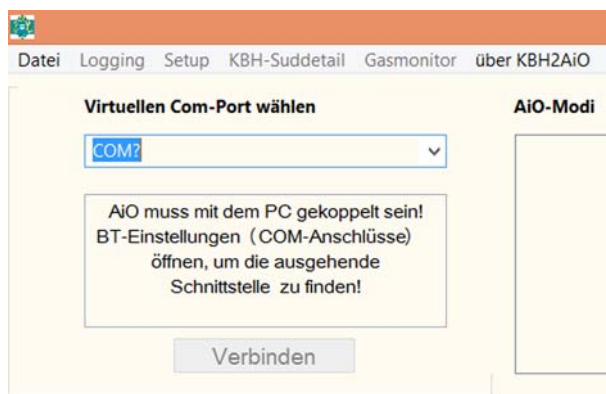 Datei Logging Setup KBH-Suddetail Gasmonitor über KBH2AiO
Virtuellen Com-Port wählen
AiO-Modi
COM?
AiO muss mit dem PC gekoppelt sein!
BT-Einstellungen (COM-Anschlüsse)
öffnen, um die ausgehende
Schnittstelle zu finden!
Verbinden